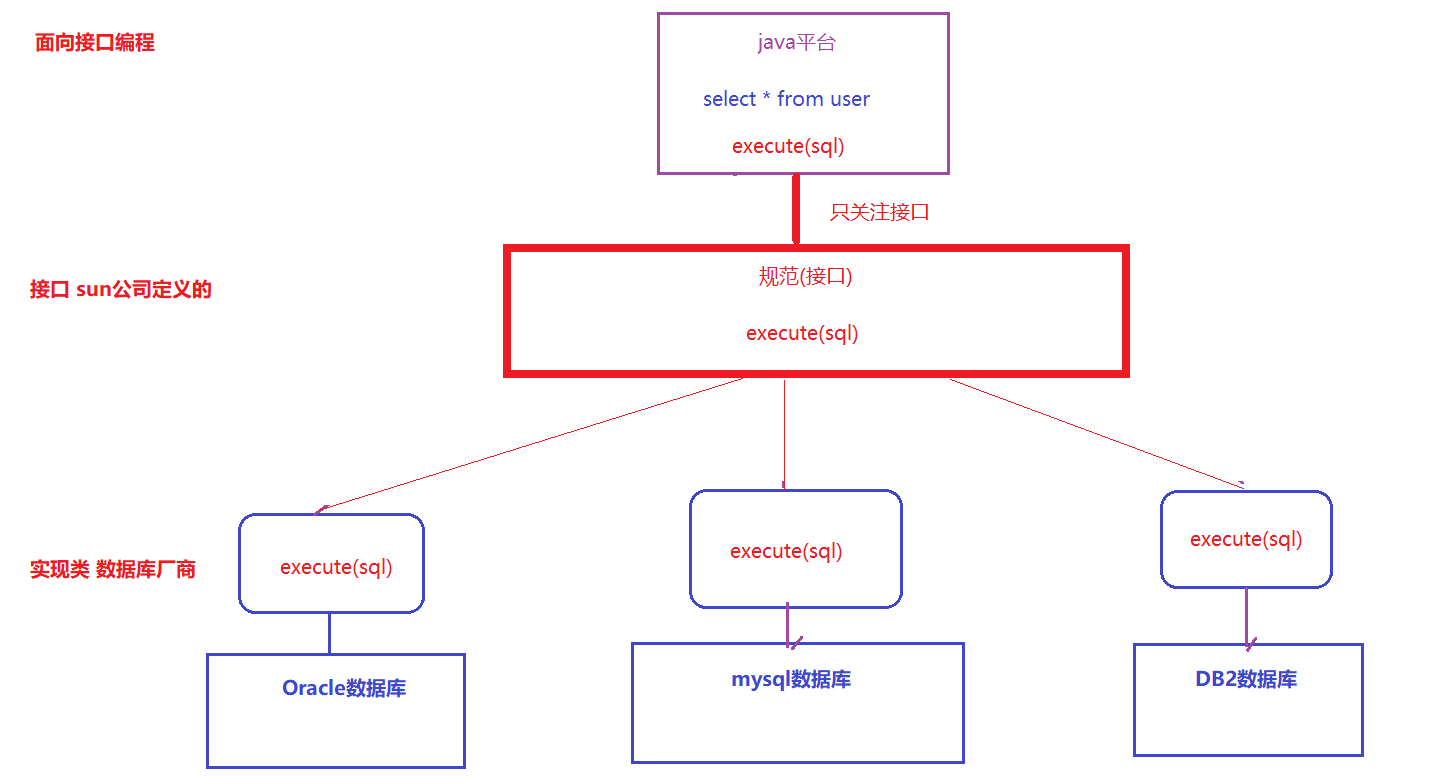 面向接口编程
java平台
select * from user
execute(sql)
只关注接口
接口 sun公司定义的
规范(接口)
execute(sql)
实现类 数据库厂商
execute(sql)
execute(sql)
execute(sql)
Oracle数据库
mysql数据库
DB2数据库